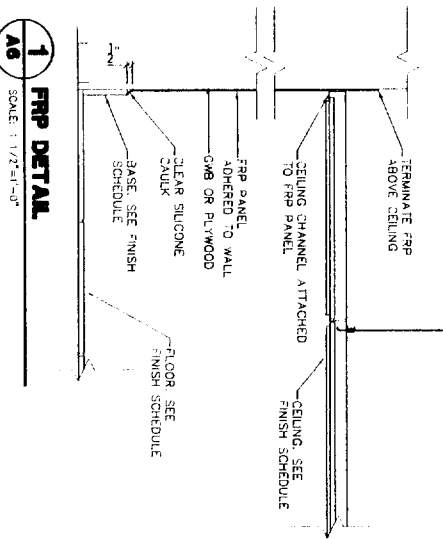 TERMINATE FRP
ABOVE CEILING
CEILING CHANNEL ATTACHED
TO FRP PANEL
CEILING, SEE
FINISH SCHEDULE
FRP PANEL
ADHERED TO WALL
GWB OR PLYWOOD
CLEAR SILICONE
CAULK
1/2"
BASE, SEE FINISH
SCHEDULE
FLOOR SEE
FINISH SCHEDULE
1
A6
FRP DETAIL
SCALE: 1 1/2"=1'-0"